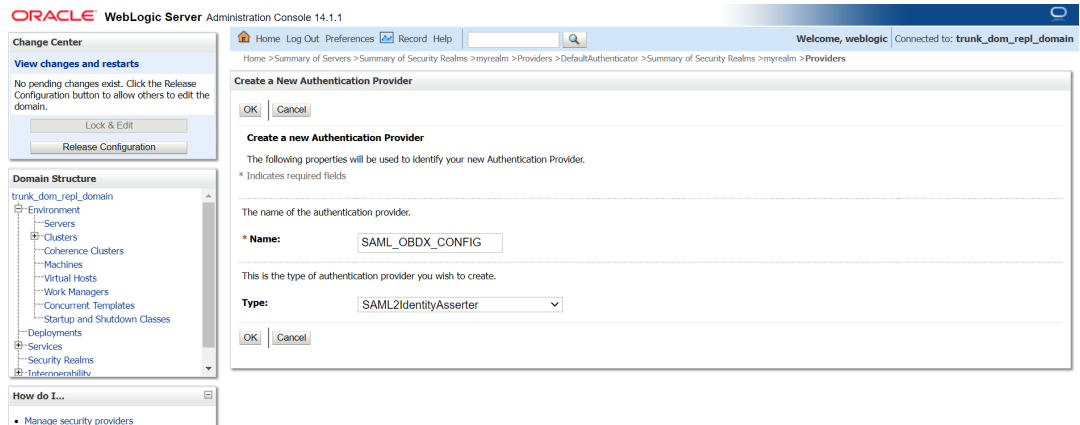 ORACLE WebLogic Server Administration Console 14.1.1
Change Center
View changes and restarts
No pending changes exist. Click the Release
Configuration button to allow others to edit the
domain.
Lock & Edit
Release Configuration
Domain Structure
trunk_dom_repl_domain
Environment
Servers
Clusters
Coherence Clusters
Machines
Virtual Hosts
Work Managers
Concurrent Templates
Startup and Shutdown Classes
Deployments
Services
Security Realms
Interoperability
How do I...
Manage security providers
Home Log Out Preferences Record Help
Welcome, weblogic Connected to: trunk_dom_repl_domain
Home >Summary of Servers >Summary of Security Realms >myrealm >Providers >DefaultAuthenticator >Summary of Security Realms >myrealm >Providers
Create a New Authentication Provider
OK Cancel
Create a new Authentication Provider
The following properties will be used to identify your new Authentication Provider.
* Indicates required fields
The name of the authentication provider.
* Name: SAML_OBDX_CONFIG
This is the type of authentication provider you wish to create.
Type: SAML2IdentityAsserter
OK Cancel